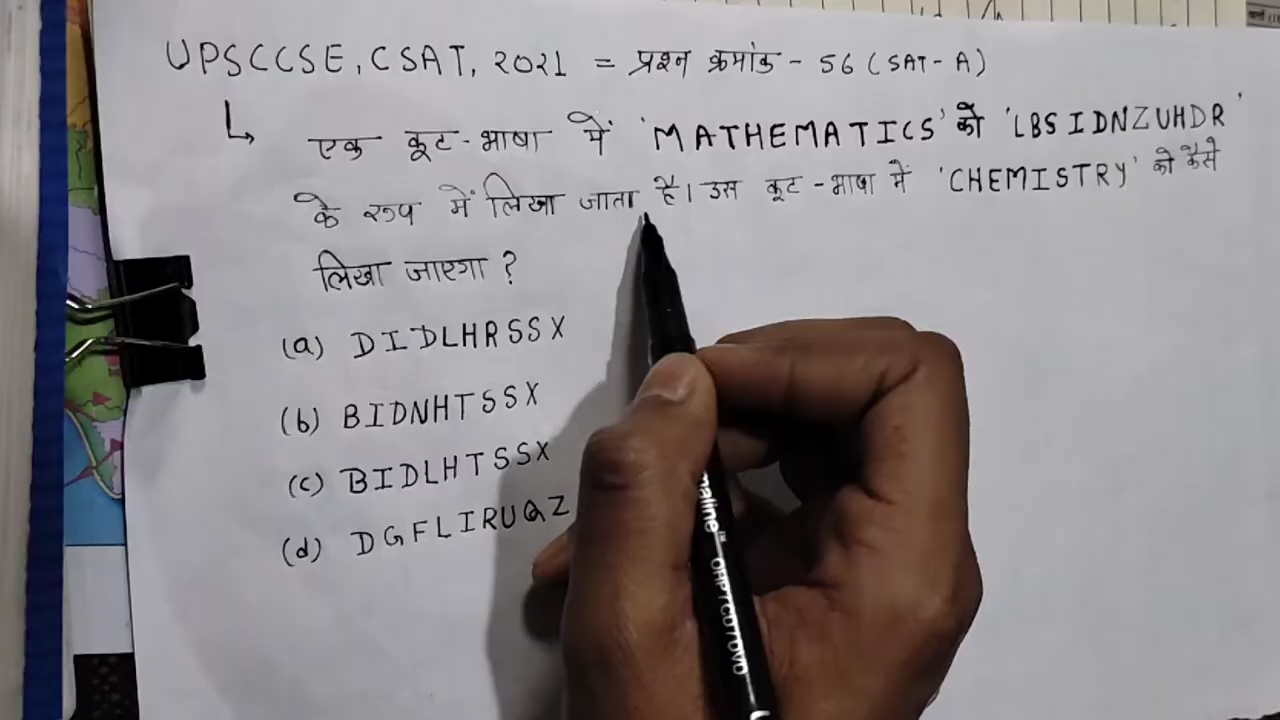 UPSCCSE, CSAT, 2021 = प्रश्न क्रमांक - 56 (SAT-A)
↳ एक कूट-भाषा में 'MATHEMATICS' को 'LBSIDNZUHDR'
के रूप में लिखा जाता है। उस कूट-भाषा में 'CHEMISTRY' को कैसे
लिखा जाएगा ?
(a) DIDLHRSSX
(b) BIDNHTSSX
(c) BIDLHTSSX
(d) DGFLIRUQZ